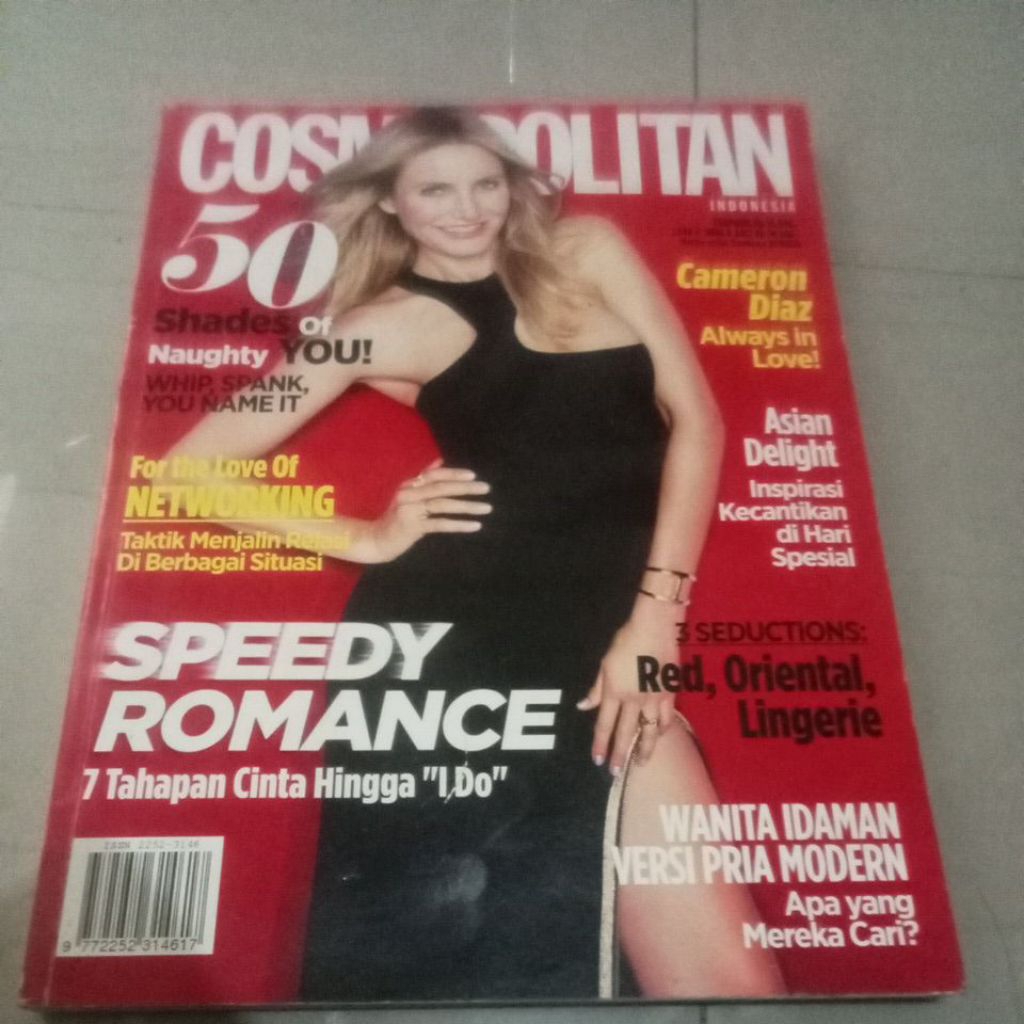 COSMOPOLITAN
INDONESIA
50
Shades Of
Naughty YOU!
WHIP, SPANK,
YOU NAME IT
Cameron
Diaz
Always in
Love!
For the Love Of
NETWORKING
Taktik Menjalin Relasi
Di Berbagai Situasi
Asian
Delight
Inspirasi
Kecantikan
di Hari
Spesial
SPEEDY
ROMANCE
7 Tahapan Cinta Hingga "I Do"
3 SEDUCTIONS:
Red, Oriental,
Lingerie
WANITA IDAMAN
VERSI PRIA MODERN
Apa yang
Mereka Cari?
ISSN 2252-3146
9 772252 314617